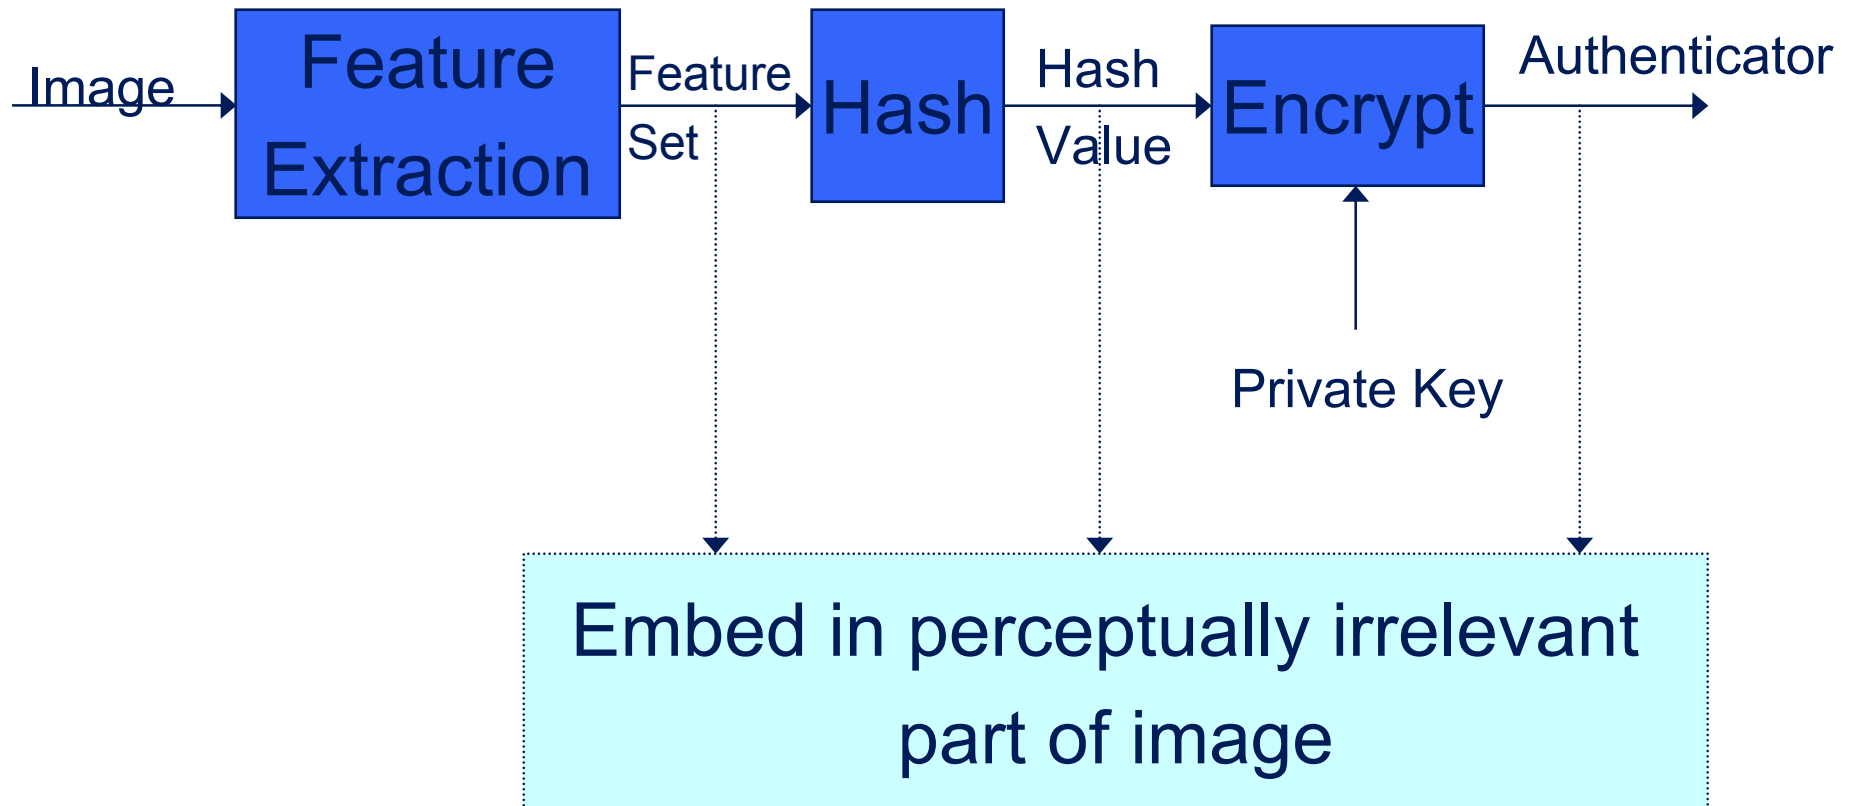 Image
Feature
Extraction
Feature
Set
Hash
Hash
Value
Encrypt
Authenticator
Private Key
Embed in perceptually irrelevant
part of image